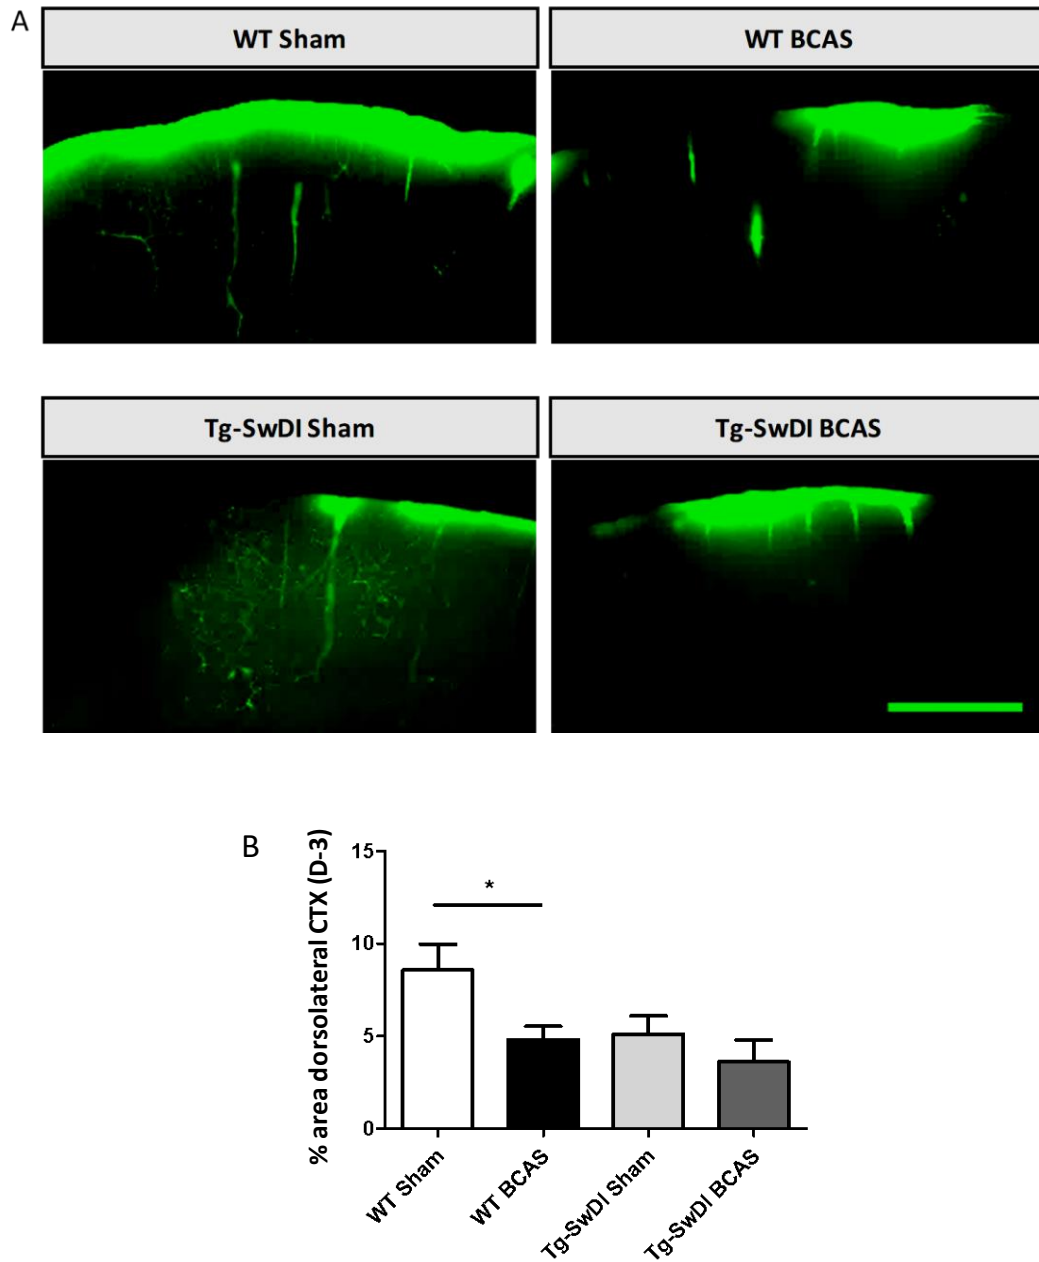 A
WT Sham
WT BCAS
Tg-SwDI Sham
Tg-SwDI BCAS
B
% area dorsolateral CTX (D-3)
15
10
5
0
*
WT Sham
WT BCAS
Tg-SwDI Sham
Tg-SwDI BCAS